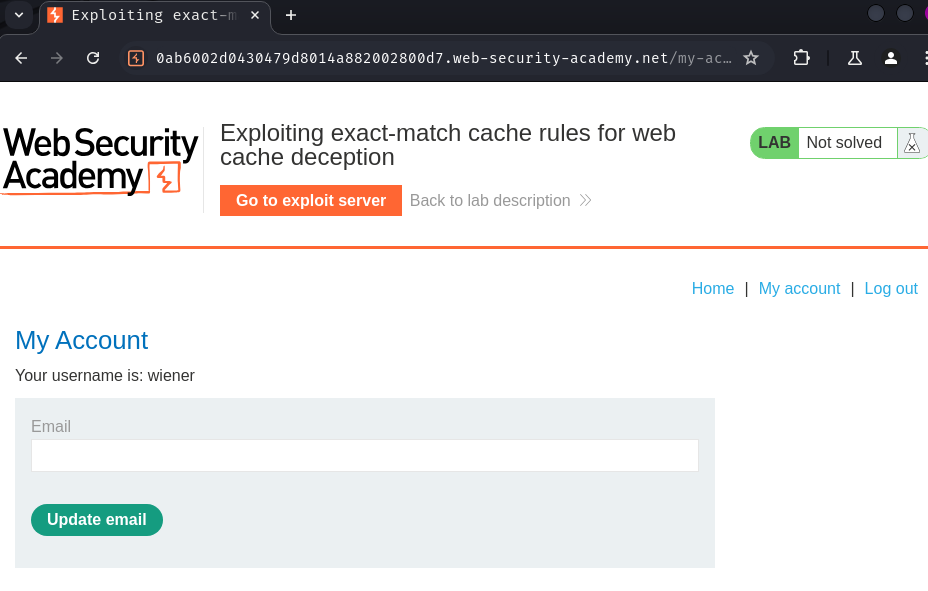 Exploiting exact-m
0ab6002d0430479d8014a882002800d7.web-security-academy.net/my-ac…
Web Security
Academy
Exploiting exact-match cache rules for web
cache deception
LAB Not solved
Go to exploit server Back to lab description
Home | My account | Log out
My Account
Your username is: wiener
Email
Update email